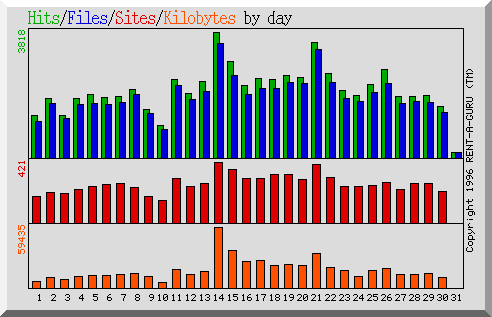 Hits/Files/Sites/Kilobytes by day
3818
421
59435
Copyright 1996 RENT-A-GURU (TM)
1 2 3 4 5 6 7 8 9 10 11 12 13 14 15 16 17 18 19 20 21 22 23 24 25 26 27 28 29 30 31